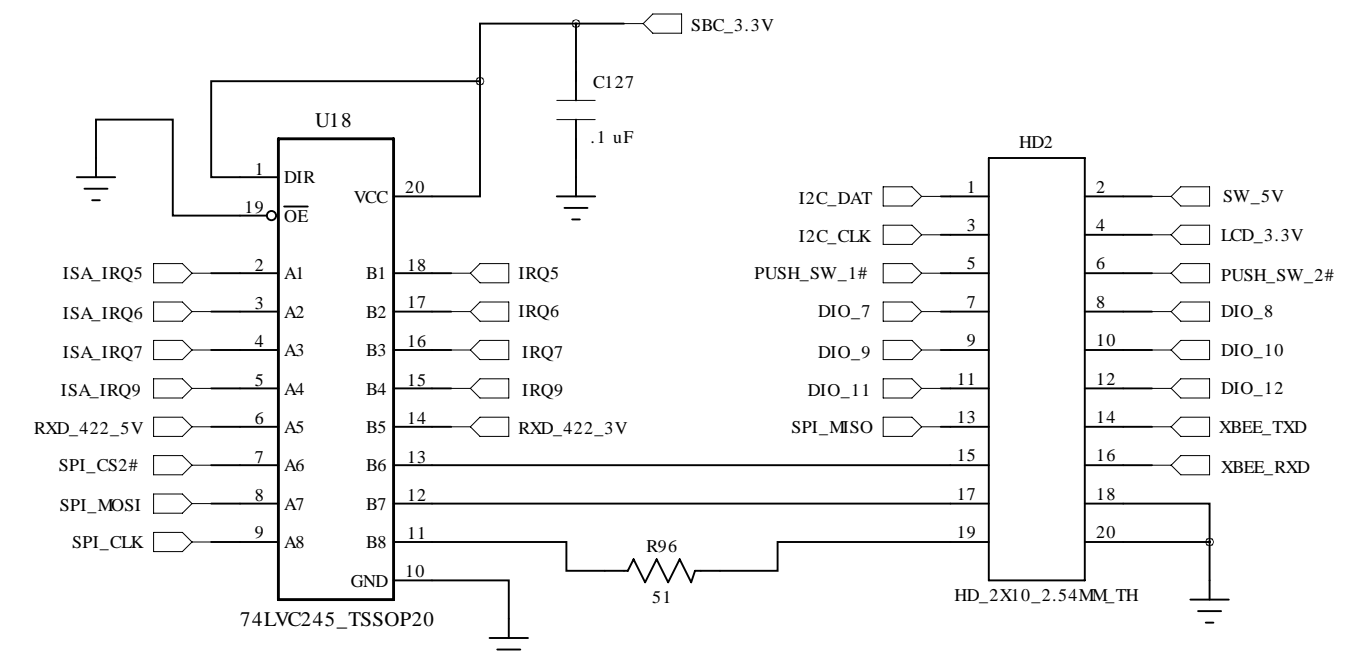 SBC_3.3V
C127
.1 uF
U18
1 DIR
VCC 20
19 OE
ISA_IRQ5 2 A1 B1 18 IRQ5
ISA_IRQ6 3 A2 B2 17 IRQ6
ISA_IRQ7 4 A3 B3 16 IRQ7
ISA_IRQ9 5 A4 B4 15 IRQ9
RXD_422_5V 6 A5 B5 14 RXD_422_3V
SPI_CS2# 7 A6 B6 13
SPI_MOSI 8 A7 B7 12
SPI_CLK 9 A8 B8 11
GND 10
74LVC245_TSSOP20
R96
51
HD2
I2C_DAT 1 2 SW_5V
I2C_CLK 3 4 LCD_3.3V
PUSH_SW_1# 5 6 PUSH_SW_2#
DIO_7 7 8 DIO_8
DIO_9 9 10 DIO_10
DIO_11 11 12 DIO_12
SPI_MISO 13 14 XBEE_TXD
15 16 XBEE_RXD
17 18
19 20
HD_2X10_2.54MM_TH